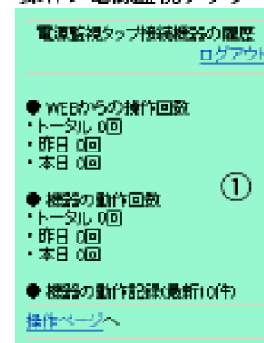 電源監視タップ接続機器の履歴
ログアウト
● WEBからの操作回数
・トータル 0回
・昨日 0回
・本日 0回
①
● 機器の動作回数
・トータル 0回
・昨日 0回
・本日 0回
● 機器の動作記録(最新10件)
操作ページへ